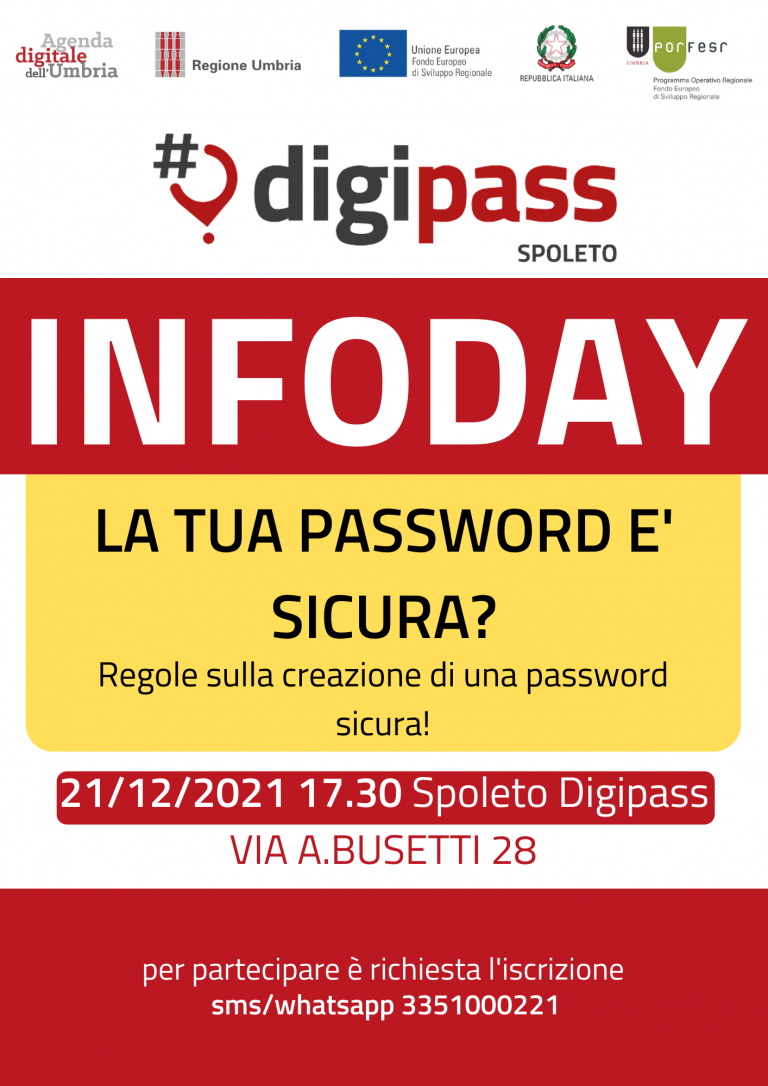 Agenda
digitale
dell'Umbria
Regione Umbria
Unione Europea
Fondo Europeo
di Sviluppo Regionale
REPUBBLICA ITALIANA
UMBRIA
porfesr
Programma Operativo Regionale
Fondo Europeo
di Sviluppo Regionale
#digipass
SPOLETO
INFODAY
LA TUA PASSWORD E'
SICURA?
Regole sulla creazione di una password
sicura!
21/12/2021 17.30 Spoleto Digipass
VIA A.BUSETTI 28
per partecipare è richiesta l'iscrizione
sms/whatsapp 3351000221